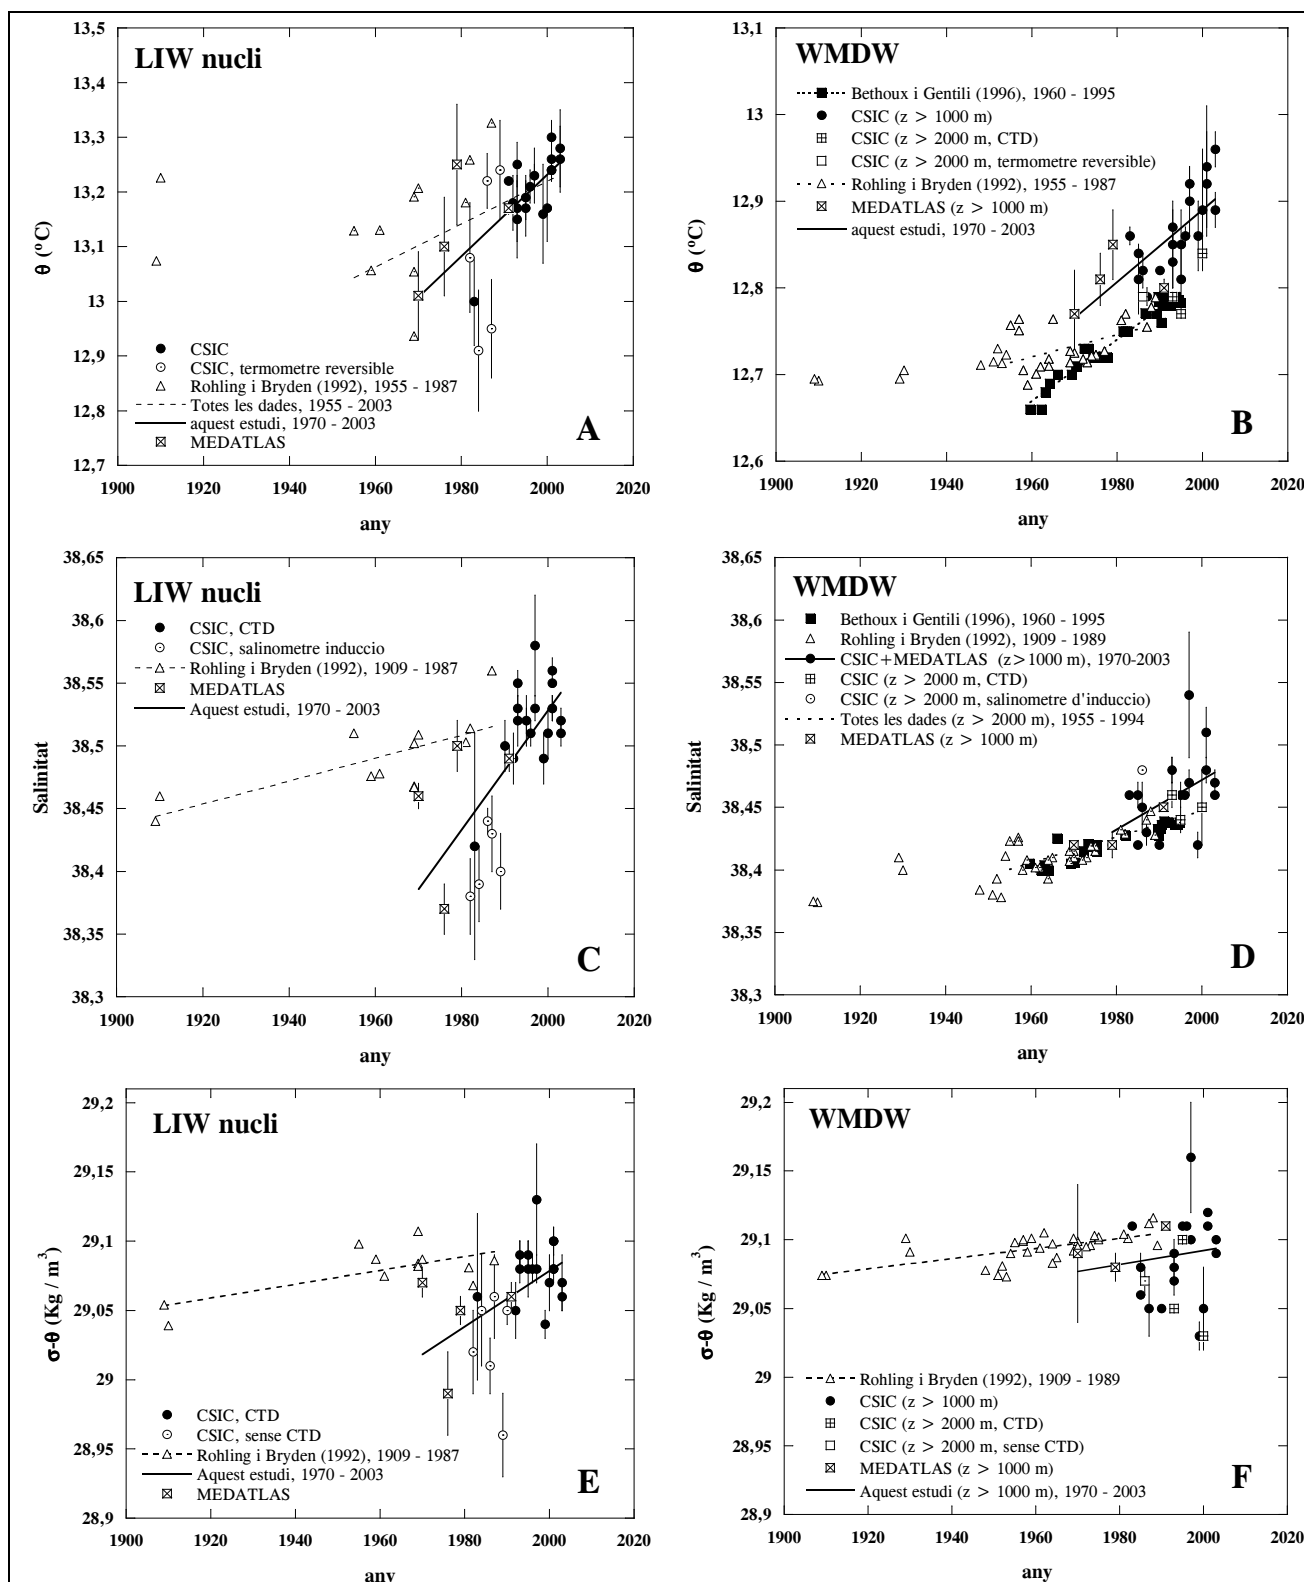 LIW nucli
13,5
13,4
13,3
13,2
13,1
13
12,9
12,8
12,7
θ (ºC)
CSIC
CSIC, termometre reversible
Rohling i Bryden (1992), 1955 - 1987
Totes les dades, 1955 - 2003
aquest estudi, 1970 - 2003
MEDATLAS
A
1900 1920 1940 1960 1980 2000 2020
any
WMDW
13,1
13
12,9
12,8
12,7
12,6
θ (ºC)
Bethoux i Gentili (1996), 1960 - 1995
CSIC (z > 1000 m)
CSIC (z > 2000 m, CTD)
CSIC (z > 2000 m, termometre reversible)
Rohling i Bryden (1992), 1955 - 1987
MEDATLAS (z > 1000 m)
aquest estudi, 1970 - 2003
B
1900 1920 1940 1960 1980 2000 2020
any
LIW nucli
38,65
38,6
38,55
38,5
38,45
38,4
38,35
38,3
Salinitat
CSIC, CTD
CSIC, salinometre induccio
Rohling i Bryden (1992), 1909 - 1987
MEDATLAS
Aquest estudi, 1970 - 2003
C
1900 1920 1940 1960 1980 2000 2020
any
WMDW
38,65
38,6
38,55
38,5
38,45
38,4
38,35
38,3
Salinitat
Bethoux i Gentili (1996), 1960 - 1995
Rohling i Bryden (1992), 1909 - 1989
CSIC+MEDATLAS (z>1000 m), 1970-2003
CSIC (z > 2000 m, CTD)
CSIC (z > 2000 m, salinometre d'induccio)
Totes les dades (z > 2000 m), 1955 - 1994
MEDATLAS (z > 1000 m)
D
1900 1920 1940 1960 1980 2000 2020
any
LIW nucli
29,2
29,15
29,1
29,05
29
28,95
28,9
σ-θ (Kg / m³)
CSIC, CTD
CSIC, sense CTD
Rohling i Bryden (1992), 1909 - 1987
Aquest estudi, 1970 - 2003
MEDATLAS
E
1900 1920 1940 1960 1980 2000 2020
any
WMDW
29,2
29,15
29,1
29,05
29
28,95
28,9
σ-θ (Kg / m³)
Rohling i Bryden (1992), 1909 - 1989
CSIC (z > 1000 m)
CSIC (z > 2000 m, CTD)
CSIC (z > 2000 m, sense CTD)
MEDATLAS (z > 1000 m)
Aquest estudi (z > 1000 m), 1970 - 2003
F
1900 1920 1940 1960 1980 2000 2020
any